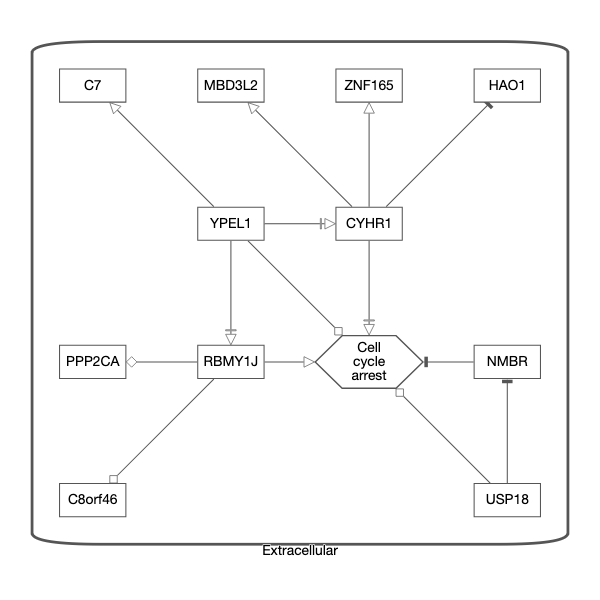 C7
MBD3L2
ZNF165
HAO1
YPEL1
CYHR1
PPP2CA
RBMY1J
Cell
cycle
arrest
NMBR
C8orf46
USP18
Extracellular